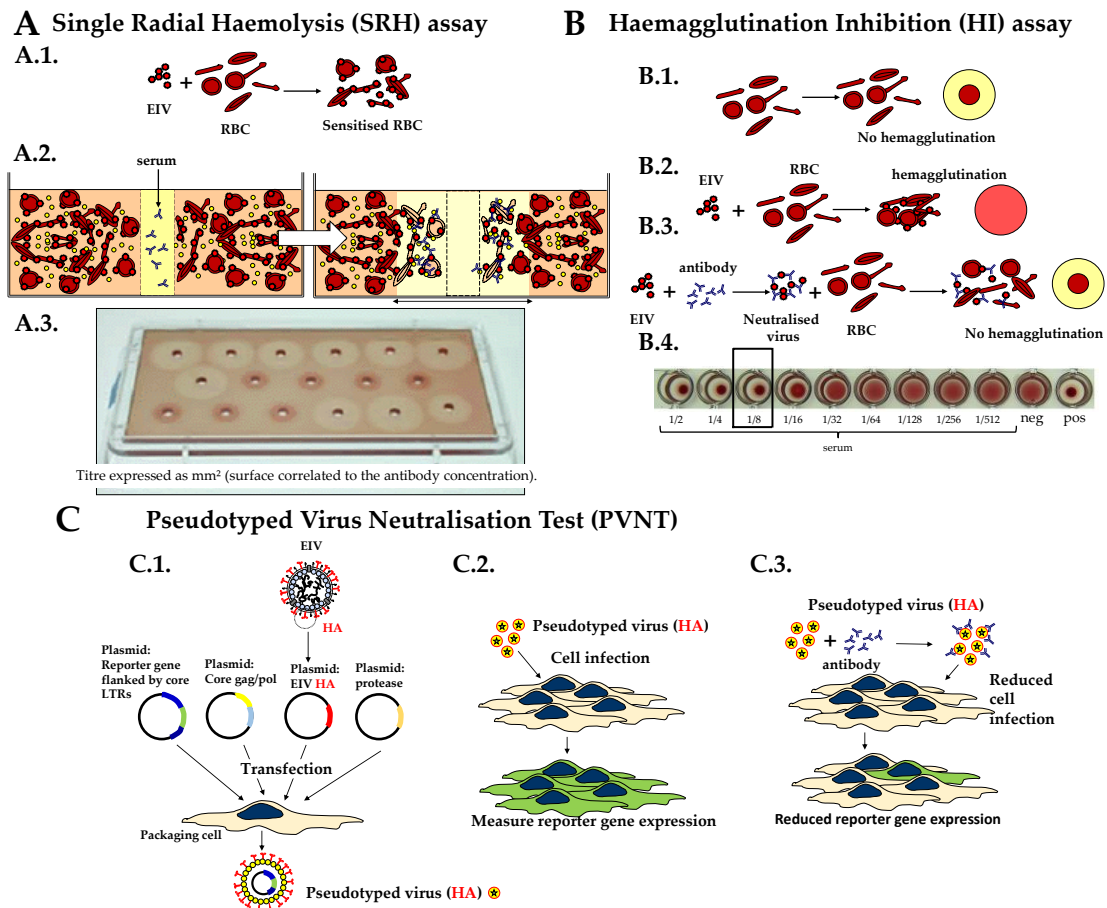 A Single Radial Haemolysis (SRH) assay
A.1.
EIV
+
RBC
Sensitised RBC
A.2.
serum
A.3.
Titre expressed as mm² (surface correlated to the antibody concentration).
B Haemagglutination Inhibition (HI) assay
B.1.
No hemagglutination
B.2.
EIV
+
RBC
hemagglutination
B.3.
EIV
+
antibody
Neutralised
virus
+
RBC
No hemagglutination
B.4.
1/2 1/4 1/8 1/16 1/32 1/64 1/128 1/256 1/512 neg pos
serum
C Pseudotyped Virus Neutralisation Test (PVNT)
C.1.
EIV
HA
Plasmid:
Reporter gene
flanked by core
LTRs
Plasmid:
Core gag/pol
Plasmid:
EIV HA
Plasmid:
protease
Transfection
Packaging cell
Pseudotyped virus (HA)
C.2.
Pseudotyped virus (HA)
Cell infection
Measure reporter gene expression
C.3.
Pseudotyped virus (HA)
+
antibody
Reduced
cell
infection
Reduced reporter gene expression